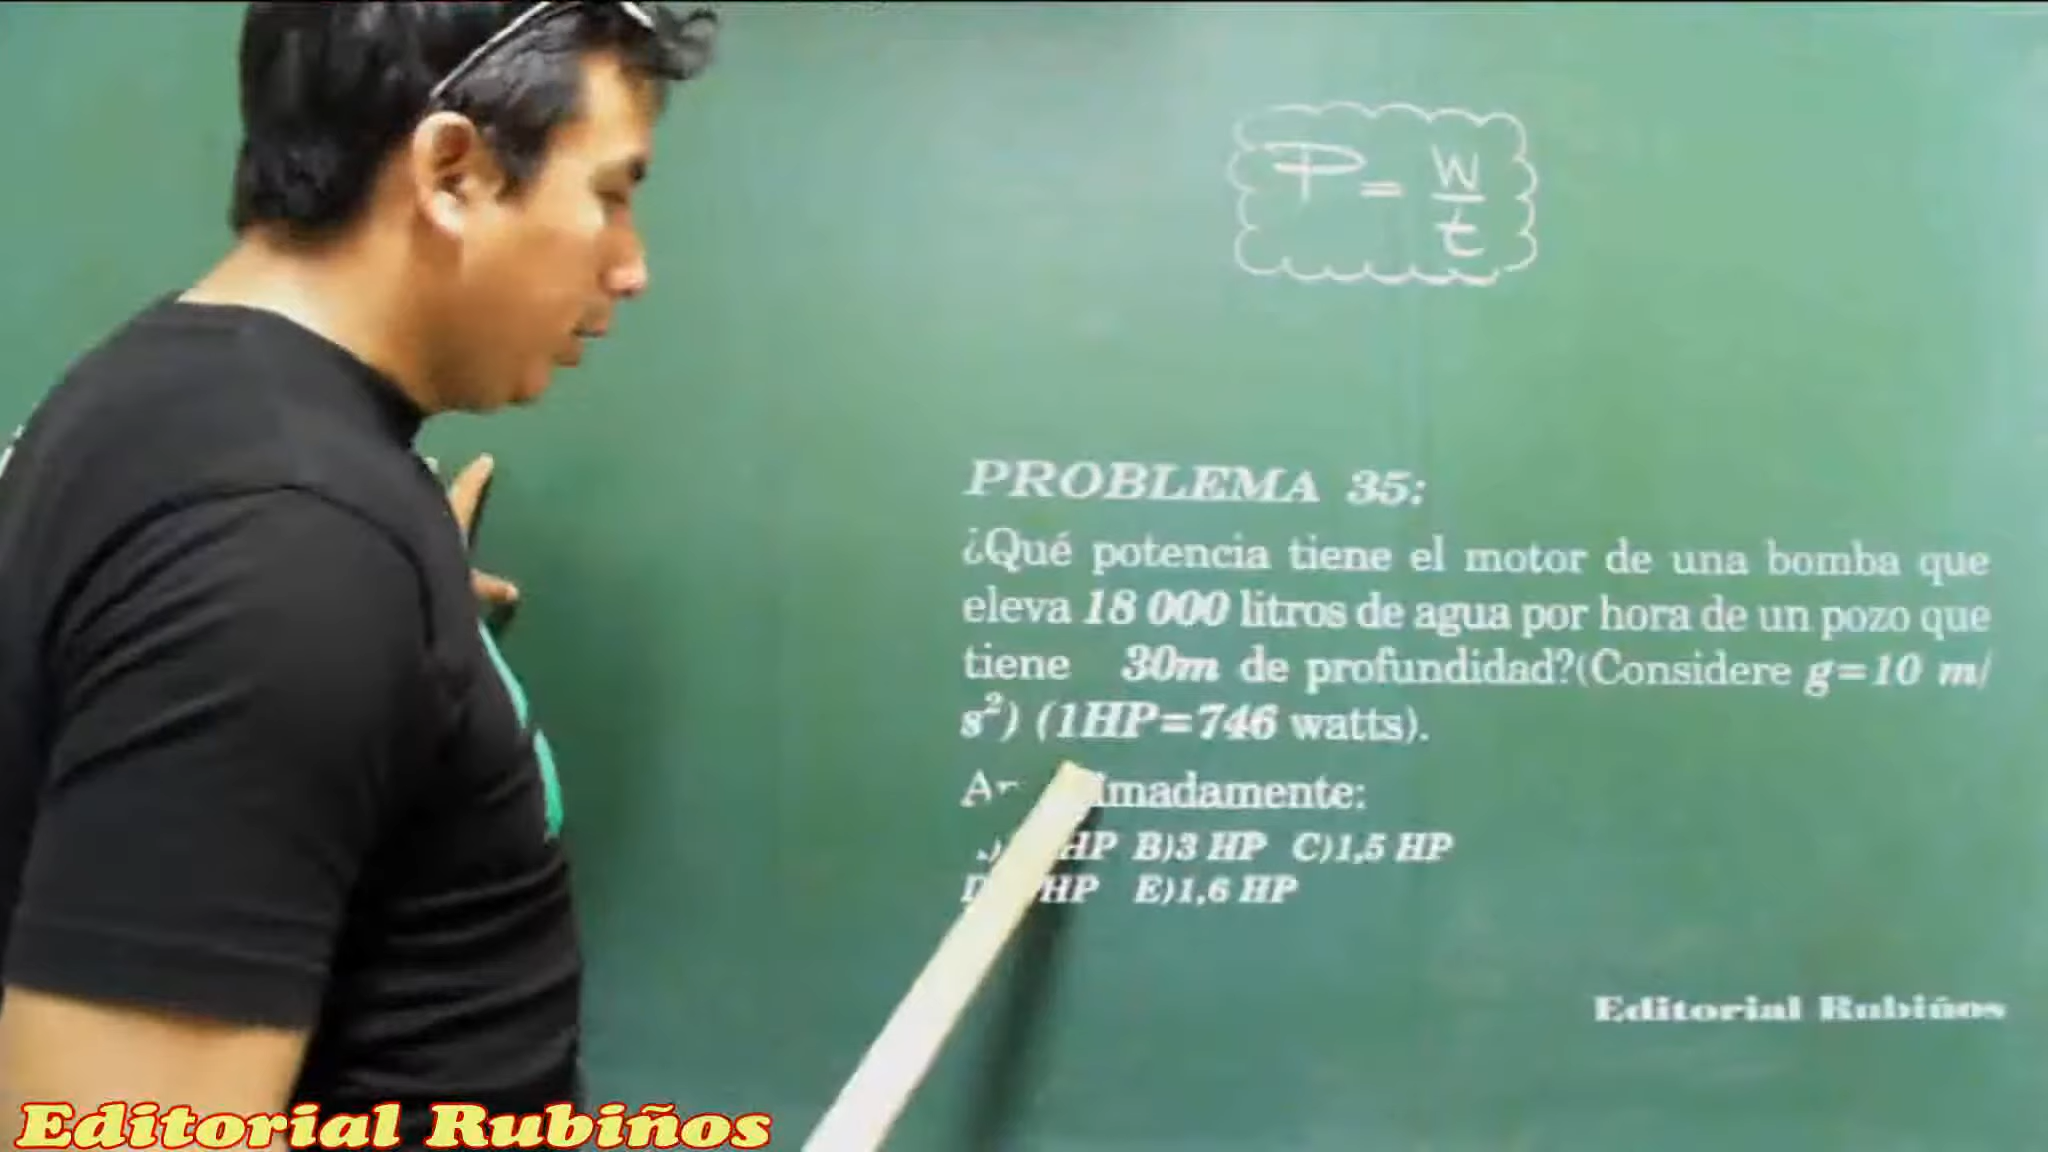 P = W
t
PROBLEMA 35:
¿Qué potencia tiene el motor de una bomba que
eleva 18 000 litros de agua por hora de un pozo que
tiene 30m de profundidad?(Considere g=10 m/
s²) (1HP=746 watts).
HP B)3 HP C)1,5 HP
HP E)1,6 HP
Editorial Rubiños
Editorial Rubiños